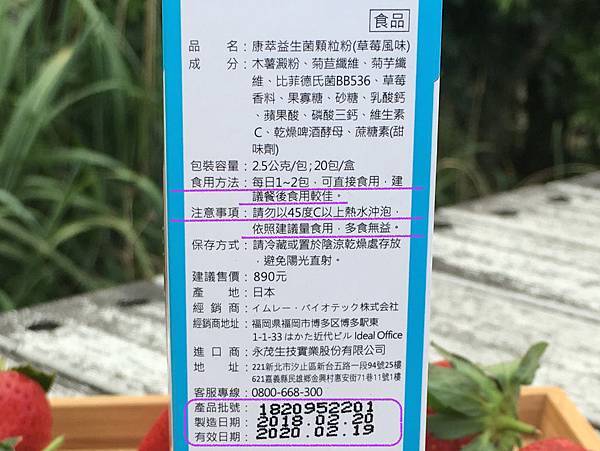 食品
品名：康萃益生菌顆粒粉(草莓風味)
成分：木薯澱粉、菊苣纖維、菊芋纖
維、比菲德氏菌BB536、草莓
香料、果寡糖、砂糖、乳酸鈣
、蘋果酸、磷酸三鈣、維生素
C、乾燥啤酒酵母、蔗糖素(甜
味劑)
包裝容量：2.5公克/包；20包/盒
食用方法：每日1~2包，可直接食用，建
議餐後食用較佳。
注意事項：請勿以45度C以上熱水沖泡，
依照建議量食用，多食無益。
保存方式：請冷藏或置於陰涼乾燥處存放
，避免陽光直射。
建議售價：890元
產地：日本
經銷商：イムレー・バイオテック株式会社
經銷商地址：福岡県福岡市博多区博多駅東
1-1-33 はかた近代ビル Ideal Office
進口商：永茂生技實業股份有限公司
地址：221新北市汐止區新台五路一段94號25樓
621嘉義縣民雄鄉金興村惠安街71巷11號1樓
客服專線：0800-668-300
產品批號：1820952201
製造日期：2018.02.20
有效日期：2020.02.19